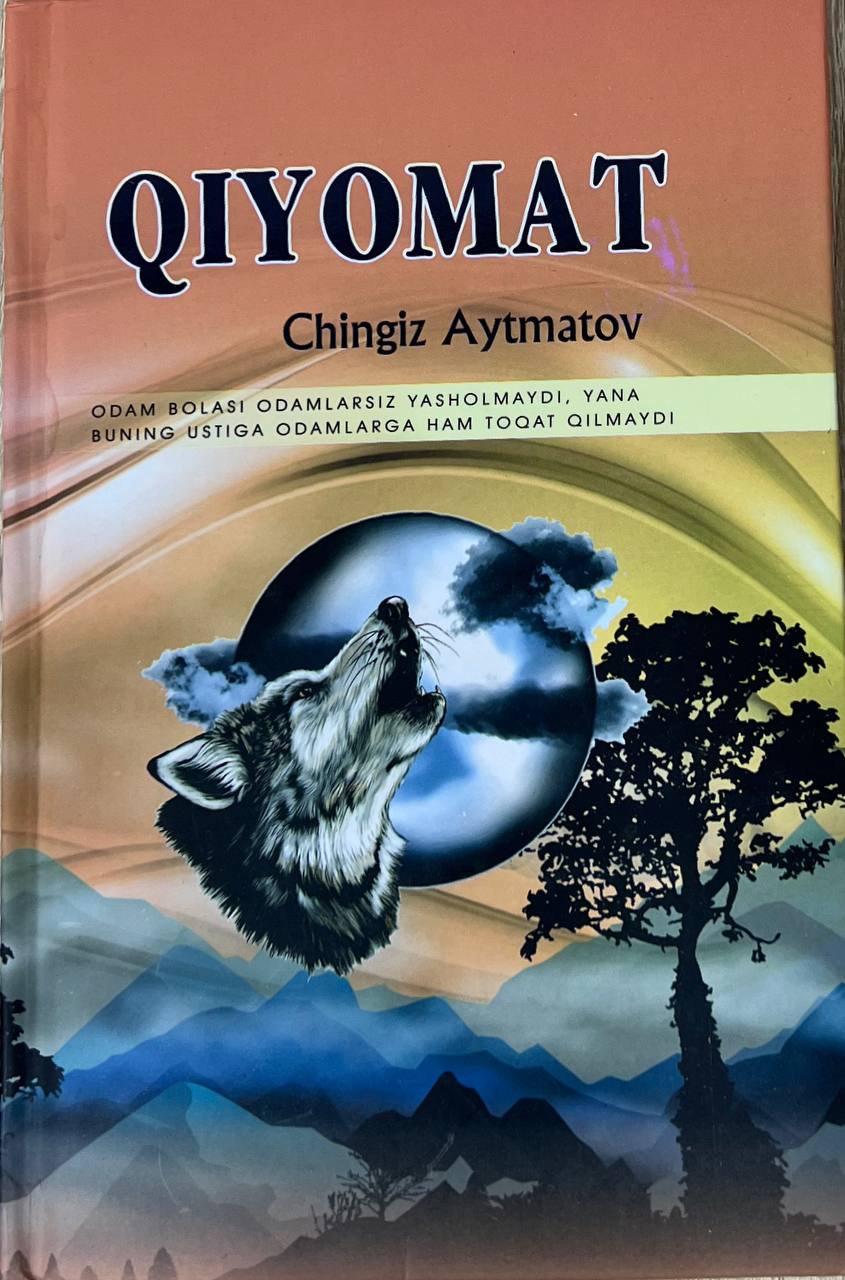 QIYOMAT
Chingiz Aytmatov
ODAM BOLASI ODAMLARSIZ YASHOLMAYDI, YANA
BUNING USTIGA ODAMLARGA HAM TOQAT QILMAYDI